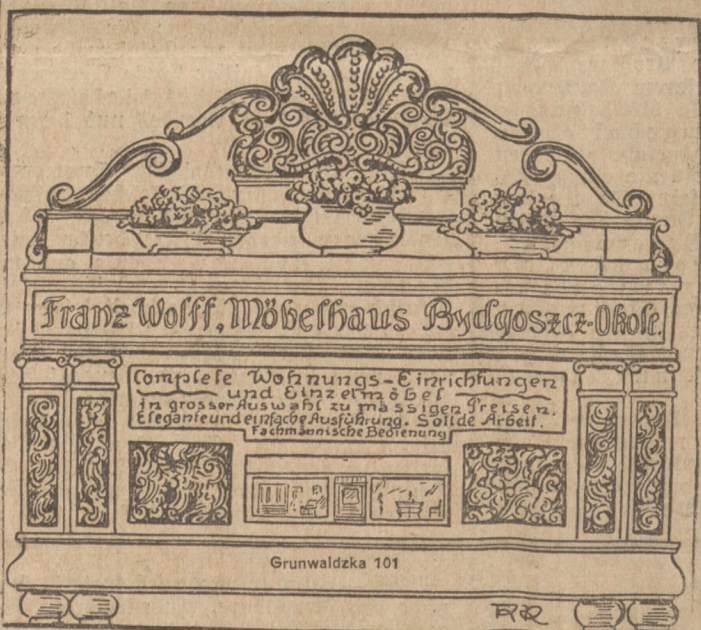 Franz Wolff, Möbelhaus Bydgoszcz-Okole.
Complete Wohnungs-Einrichtungen
und Einzelmöbel
in grosser Auswahl zu mässigen Preisen.
Elegante und einfache Ausführung. Solide Arbeit.
Fachmännische Bedienung
Grunwaldzka 101